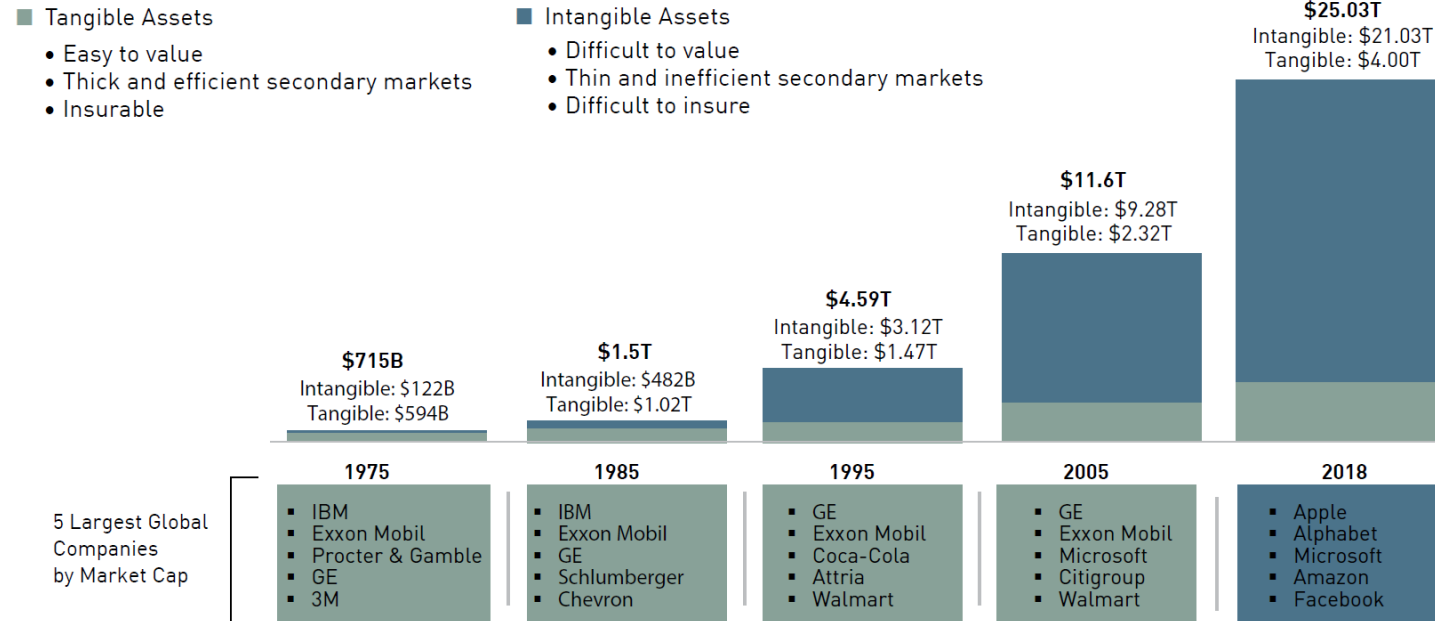 Tangible Assets
• Easy to value
• Thick and efficient secondary markets
• Insurable
Intangible Assets
• Difficult to value
• Thin and inefficient secondary markets
• Difficult to insure
$715B
Intangible: $122B
Tangible: $594B
$1.5T
Intangible: $482B
Tangible: $1.02T
$4.59T
Intangible: $3.12T
Tangible: $1.47T
$11.6T
Intangible: $9.28T
Tangible: $2.32T
$25.03T
Intangible: $21.03T
Tangible: $4.00T
5 Largest Global
Companies
by Market Cap
1975
▪ IBM
▪ Exxon Mobil
▪ Procter & Gamble
▪ GE
▪ 3M
1985
▪ IBM
▪ Exxon Mobil
▪ GE
▪ Schlumberger
▪ Chevron
1995
▪ GE
▪ Exxon Mobil
▪ Coca-Cola
▪ Attria
▪ Walmart
2005
▪ GE
▪ Exxon Mobil
▪ Microsoft
▪ Citigroup
▪ Walmart
2018
▪ Apple
▪ Alphabet
▪ Microsoft
▪ Amazon
▪ Facebook